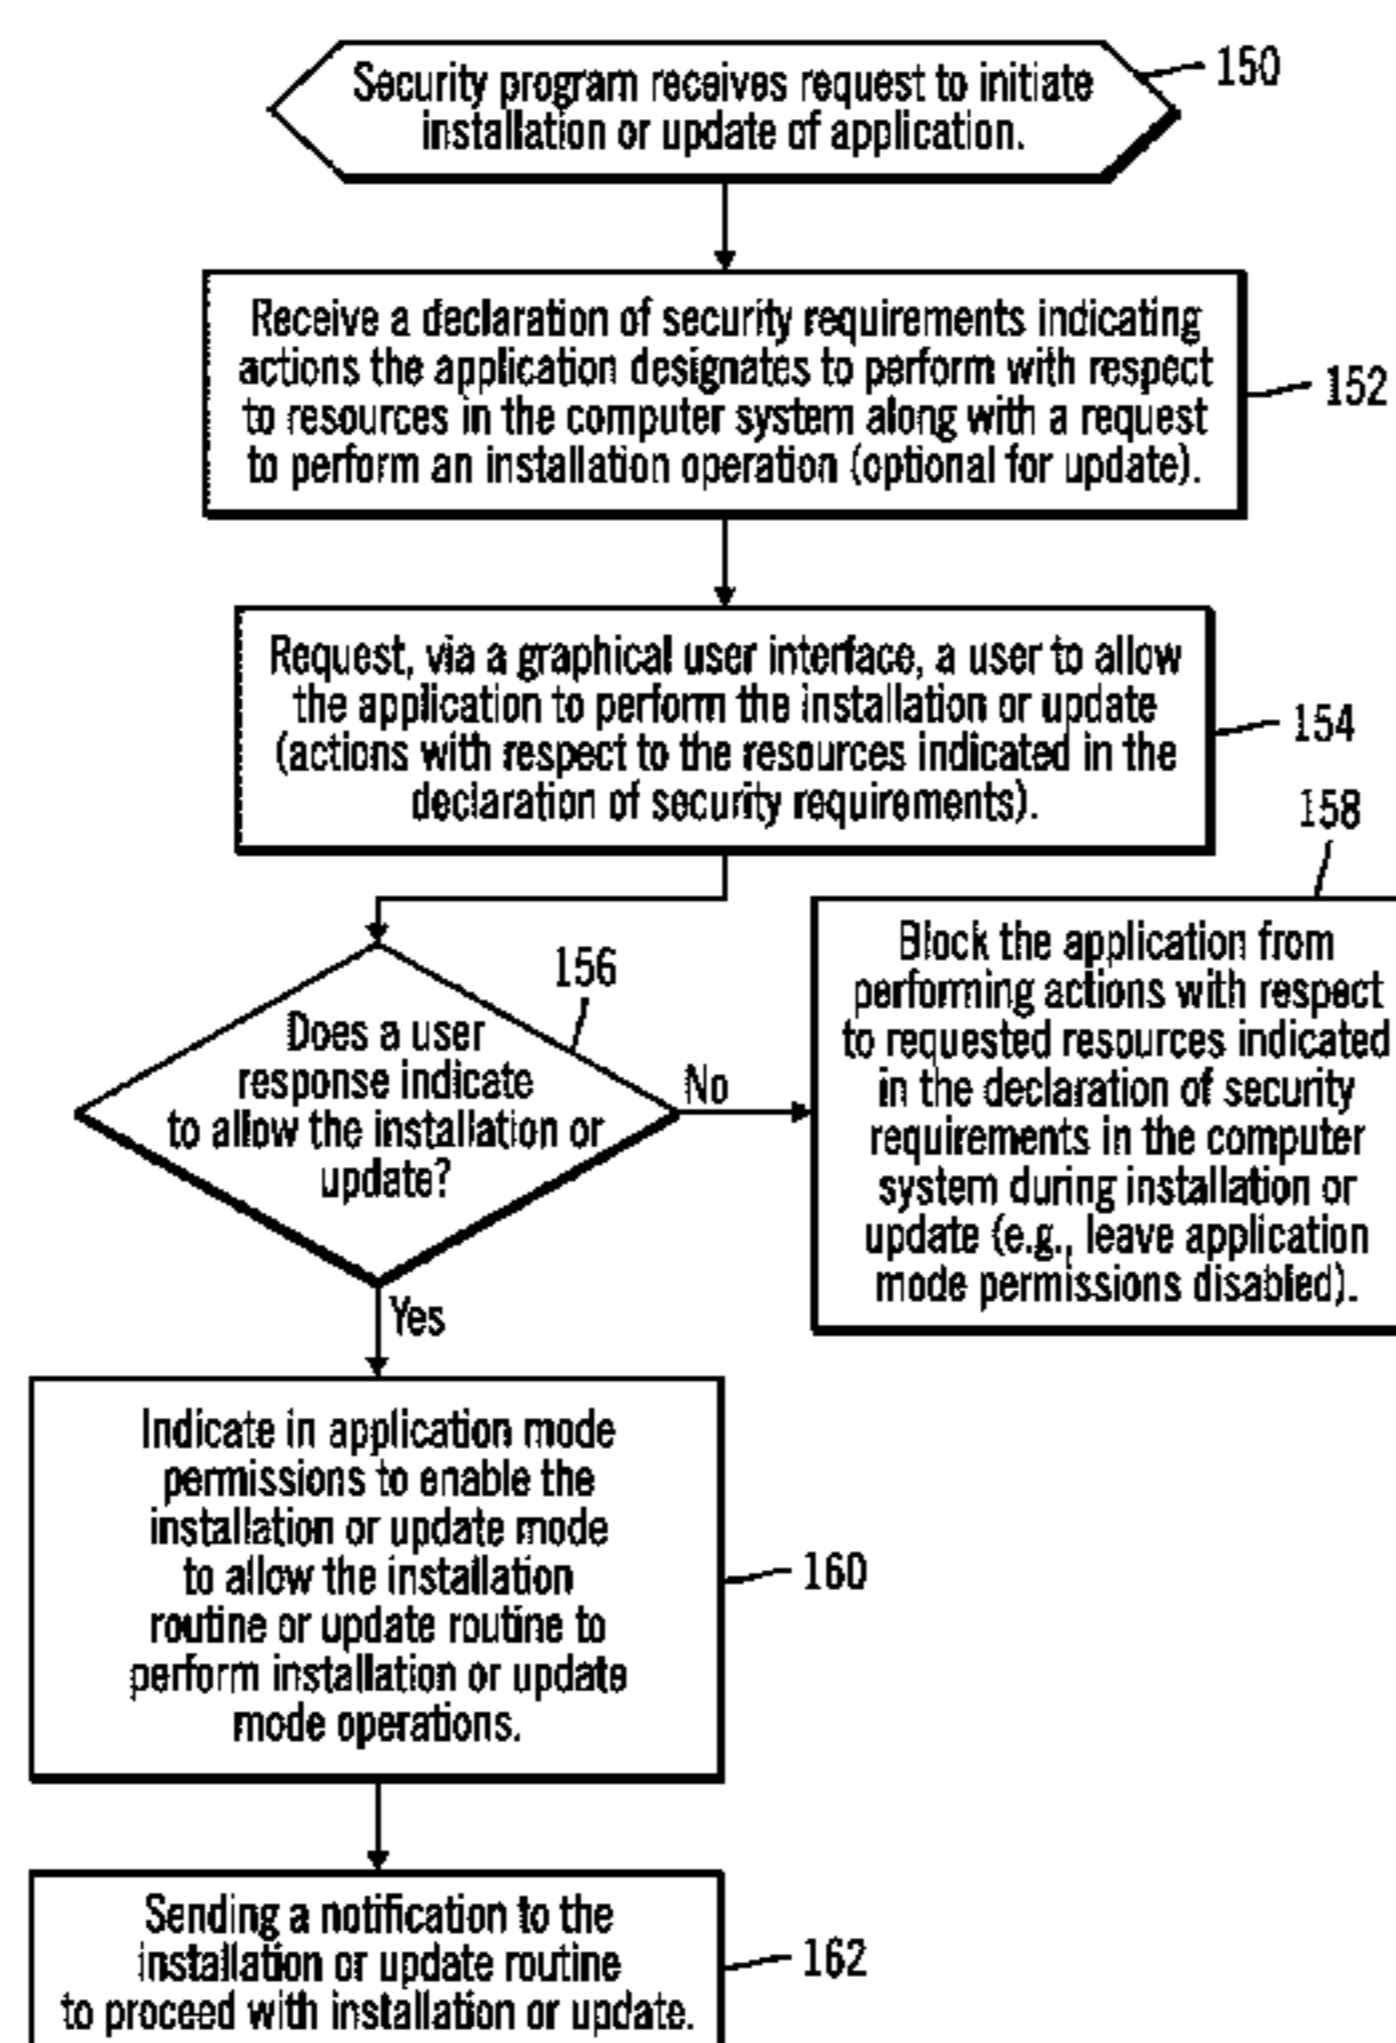 Security program receives request to initiate
installation or update of application.
150
Receive a declaration of security requirements indicating
actions the application designates to perform with respect
to resources in the computer system along with a request
to perform an installation operation (optional for update).
152
Request, via a graphical user interface, a user to allow
the application to perform the installation or update
(actions with respect to the resources indicated in the
declaration of security requirements).
154
158
156
Does a user
response indicate
to allow the installation or
update?
No
Yes
Block the application from
performing actions with respect
to requested resources indicated
in the declaration of security
requirements in the computer
system during installation or
update (e.g., leave application
mode permissions disabled).
Indicate in application mode
permissions to enable the
installation or update mode
to allow the installation
routine or update routine to
perform installation or update
mode operations.
160
Sending a notification to the
installation or update routine
to proceed with installation or update.
162